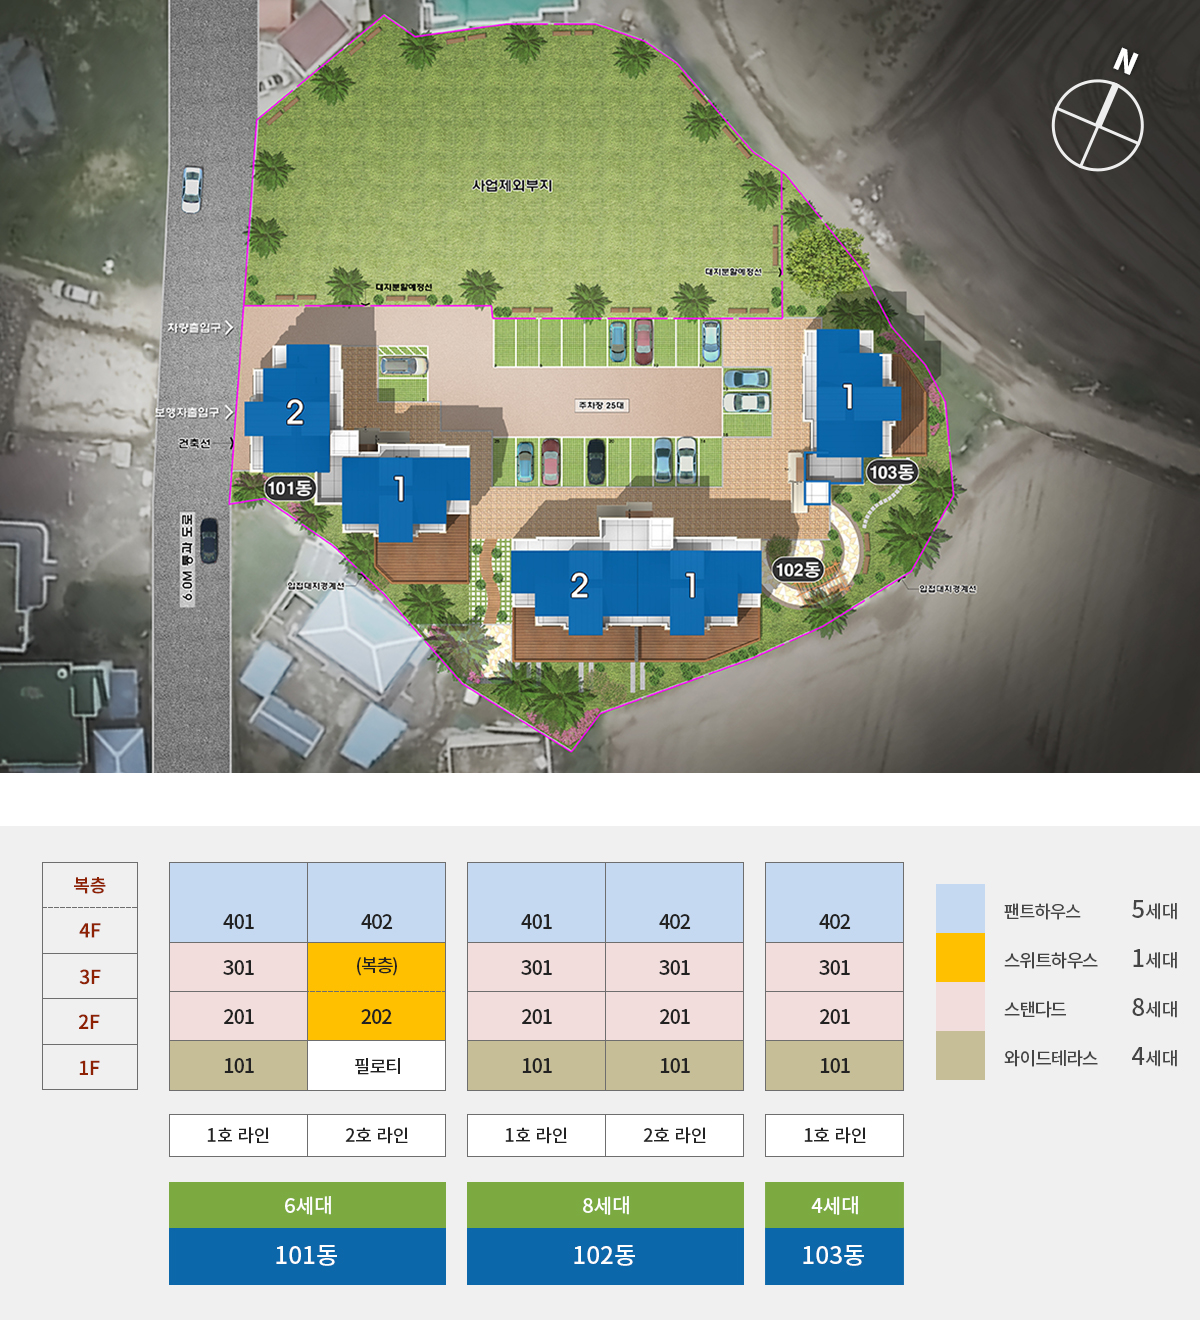 N
사업제외부지
대지분할예정선
대지분할예정선
차량출입구
보행자출입구
건축선
주차장 25대
2
1
101동
1
103동
6.0M 통과 도로
인접대지경계선
2
1
102동
인접대지경계선
복층
4F
3F
2F
1F
401
402
301
(복층)
201
202
101
필로티
1호 라인
2호 라인
6세대
101동
401
402
301
301
201
201
101
101
1호 라인
2호 라인
8세대
102동
402
301
201
101
1호 라인
4세대
103동
팬트하우스 5세대
스위트하우스 1세대
스탠다드 8세대
와이드테라스 4세대